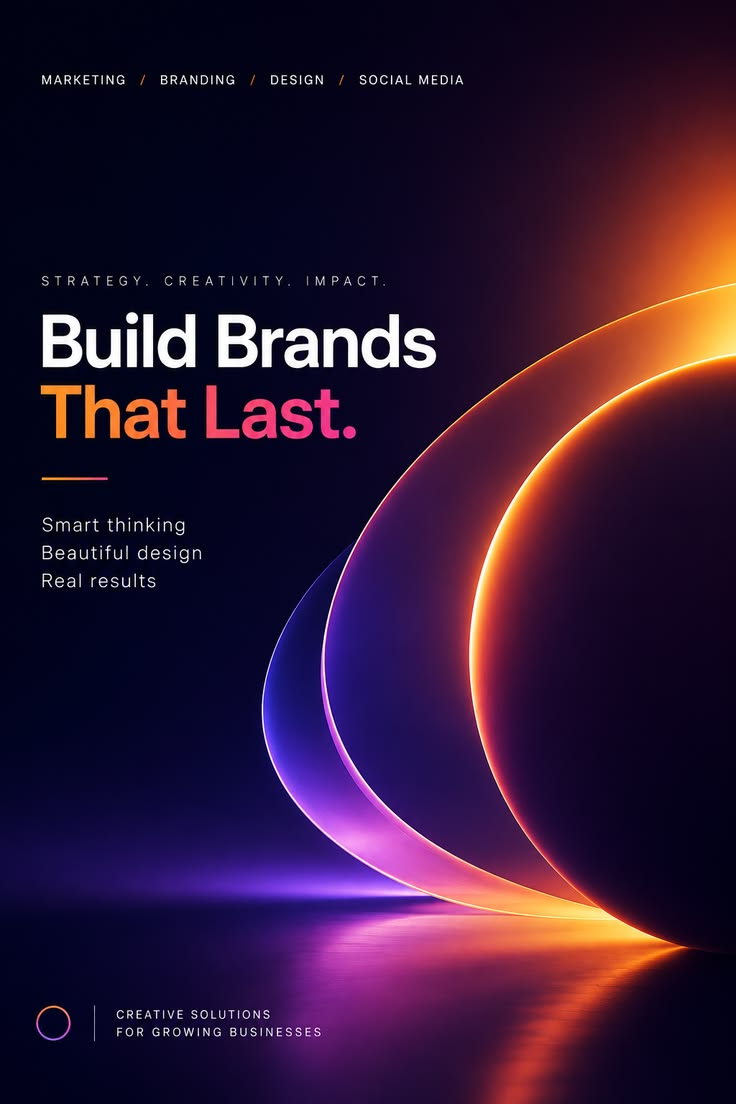 MARKETING / BRANDING / DESIGN / SOCIAL MEDIA
STRATEGY. CREATIVITY. IMPACT.
Build Brands
That Last.
Smart thinking
Beautiful design
Real results
CREATIVE SOLUTIONS
FOR GROWING BUSINESSES